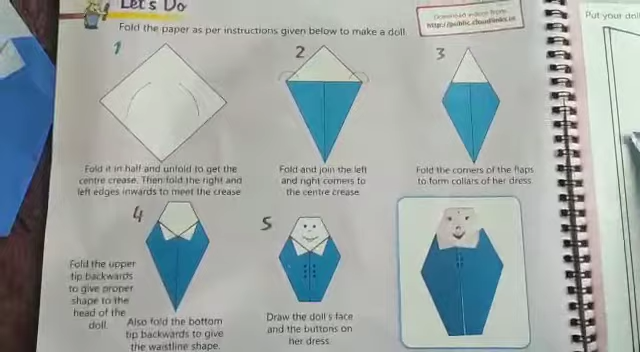 Let's Do
Download videos from
http://public.cloudlinks.in
Fold the paper as per instructions given below to make a doll.
Put your doll
1
2
3
Fold it in half and unfold to get the
centre crease. Then fold the right and
left edges inwards to meet the crease
Fold and join the left
and right corners to
the centre crease
Fold the corners of the flaps
to form collars of her dress
4
5
Fold the upper
tip backwards
to give proper
shape to the
head of the
doll.
Also fold the bottom
tip backwards to give
the waistline shape.
Draw the doll's face
and the buttons on
her dress